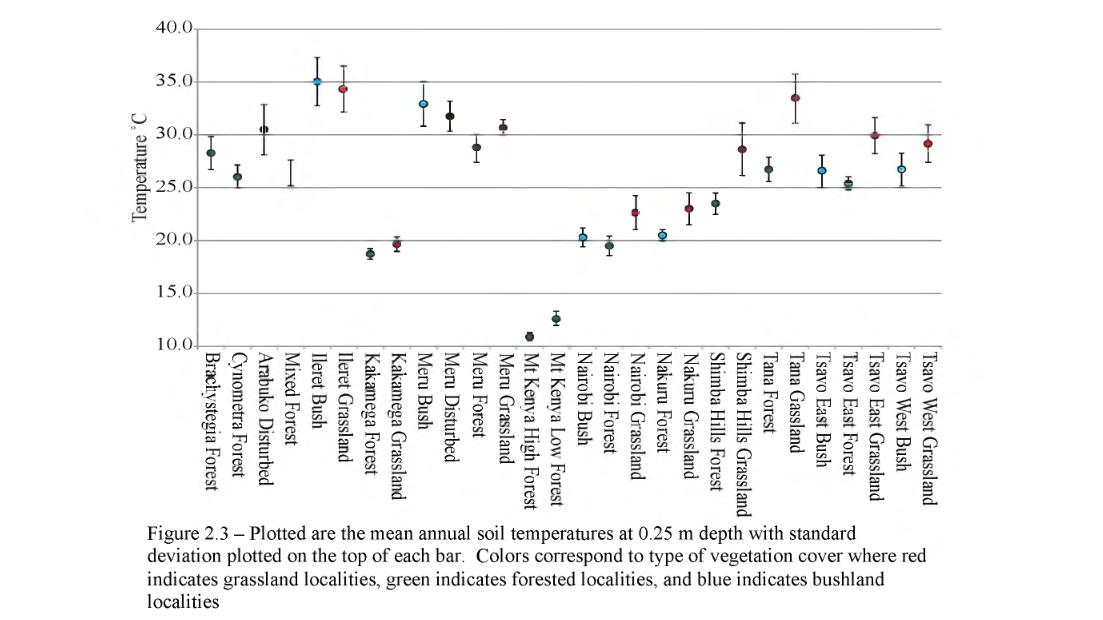 40.0
35.0
30.0
25.0
20.0
15.0
10.0
Temperature °C
Brachystegia Forest
Cynometra Forest
Arabuko Disturbed
Mixed Forest
Ileret Bush
Ileret Grassland
Kakamega Forest
Kakamega Grassland
Meru Bush
Meru Disturbed
Meru Forest
Meru Grassland
Mt Kenya High Forest
Mt Kenya Low Forest
Nairobi Bush
Nairobi Forest
Nairobi Grassland
Nakuru Forest
Nakuru Grassland
Shimba Hills Forest
Shimba Hills Grassland
Tana Forest
Tana Gassland
Tsavo East Bush
Tsavo East Forest
Tsavo East Grassland
Tsavo West Bush
Tsavo West Grassland
Figure 2.3 – Plotted are the mean annual soil temperatures at 0.25 m depth with standard
deviation plotted on the top of each bar. Colors correspond to type of vegetation cover where red
indicates grassland localities, green indicates forested localities, and blue indicates bushland
localities